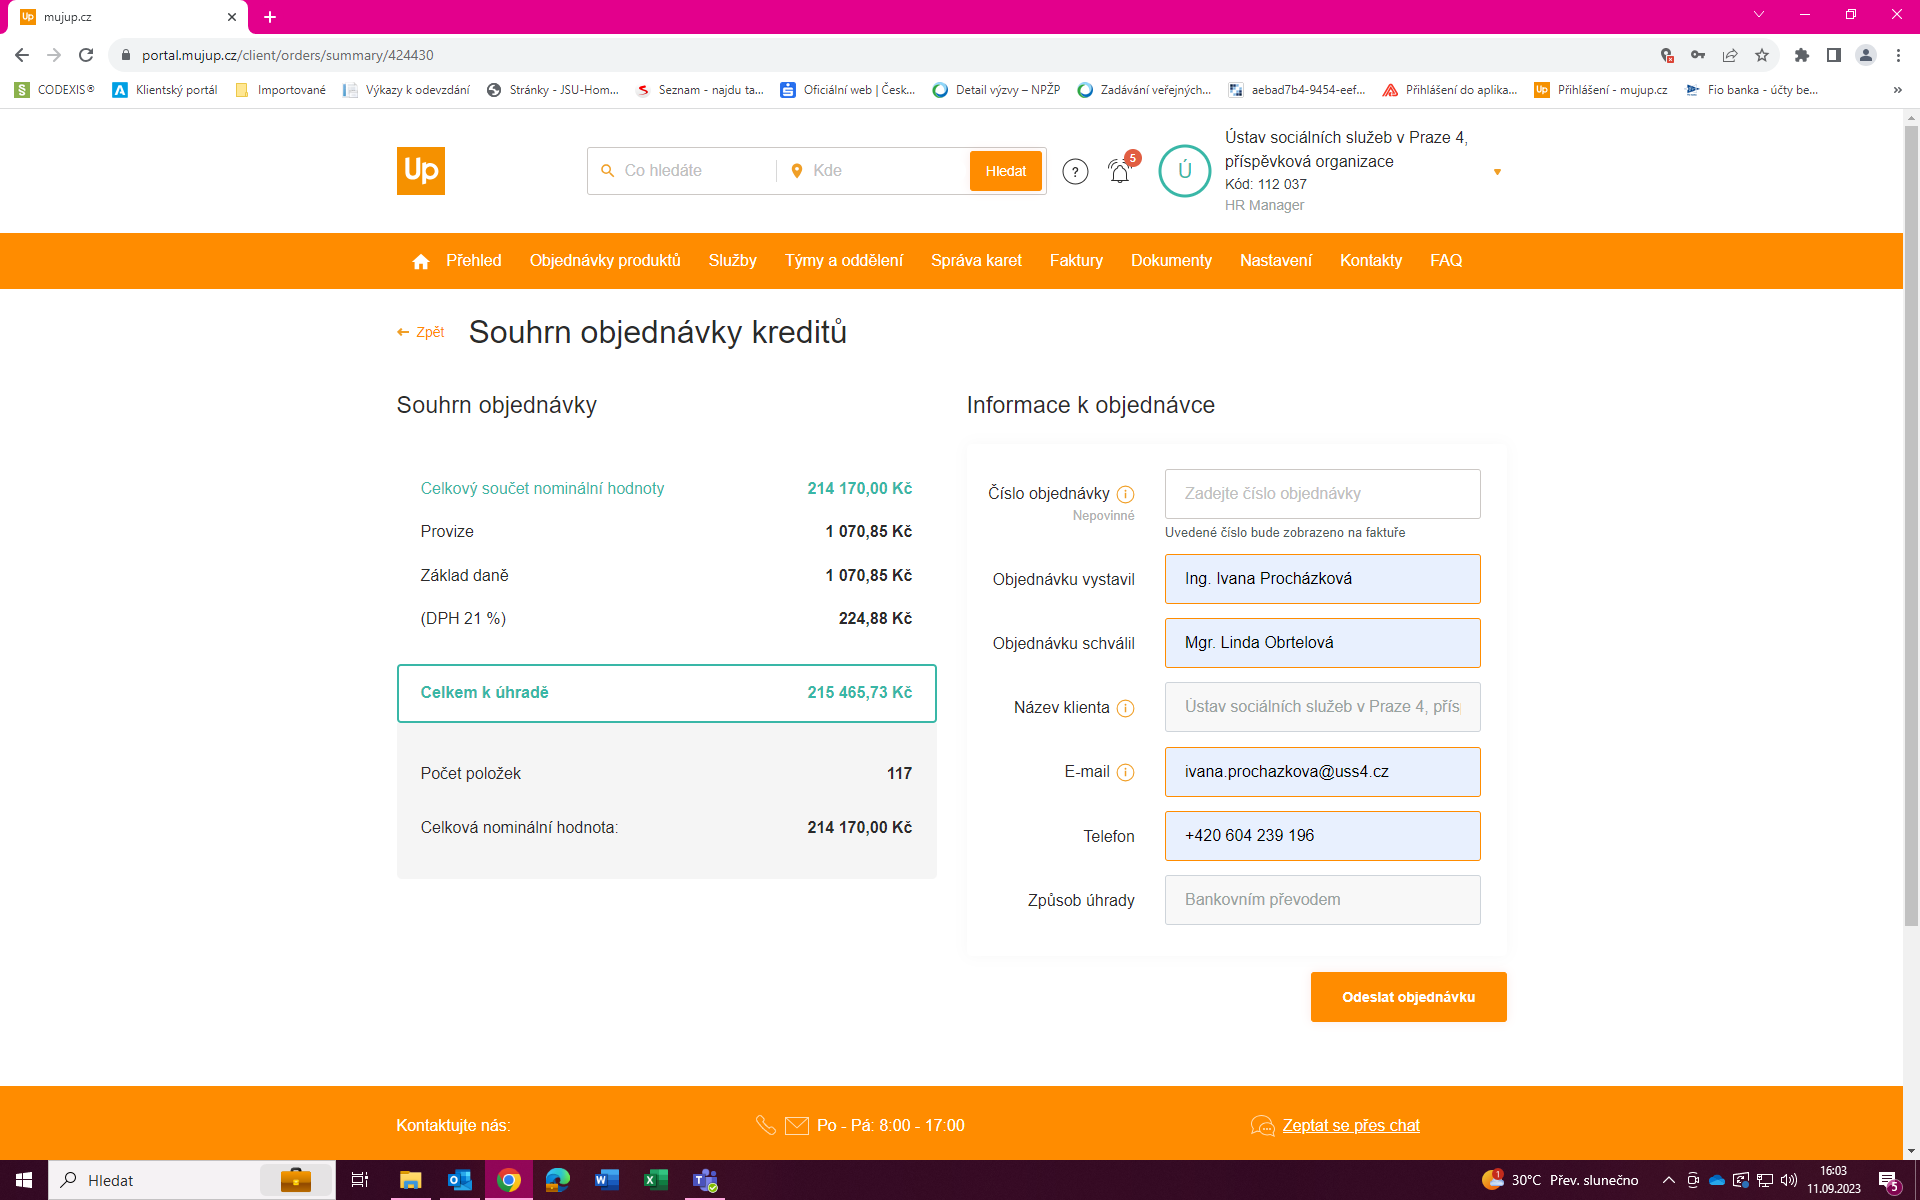 mujup.cz
portal.mujup.cz/client/orders/summary/424430
CODEXIS®
Klientský portál
Importované
Výkazy k odevzdání
Stránky - JSU-Hom...
Seznam - najdu ta...
Oficiální web | Česk...
Detail výzvy – NPŽP
Zadávání veřejných...
aebad7b4-9454-eef...
Přihlášení do aplika...
Přihlášení - mujup.cz
Fio banka - účty be...
»
Up
Co hledáte
Kde
Hledat
?
5
Ú
Ústav sociálních služeb v Praze 4,
příspěvková organizace
Kód: 112 037
HR Manager
Přehled
Objednávky produktů
Služby
Týmy a oddělení
Správa karet
Faktury
Dokumenty
Nastavení
Kontakty
FAQ
Zpět
Souhrn objednávky kreditů
Souhrn objednávky
Celkový součet nominální hodnoty 214 170,00 Kč
Provize 1 070,85 Kč
Základ daně 1 070,85 Kč
(DPH 21 %) 224,88 Kč
Celkem k úhradě 215 465,73 Kč
Počet položek 117
Celková nominální hodnota: 214 170,00 Kč
Informace k objednávce
Číslo objednávky Zadejte číslo objednávky
Nepovinné
Uvedené číslo bude zobrazeno na faktuře
Objednávku vystavil Ing. Ivana Procházková
Objednávku schválil Mgr. Linda Obrtelová
Název klienta Ústav sociálních služeb v Praze 4, přís
E-mail ivana.prochazkova@uss4.cz
Telefon +420 604 239 196
Způsob úhrady Bankovním převodem
Odeslat objednávku
Kontaktujte nás:
Po - Pá: 8:00 - 17:00
Zeptat se přes chat
Hledat
1
30°C Přev. slunečno
16:03
11.09.2023
5